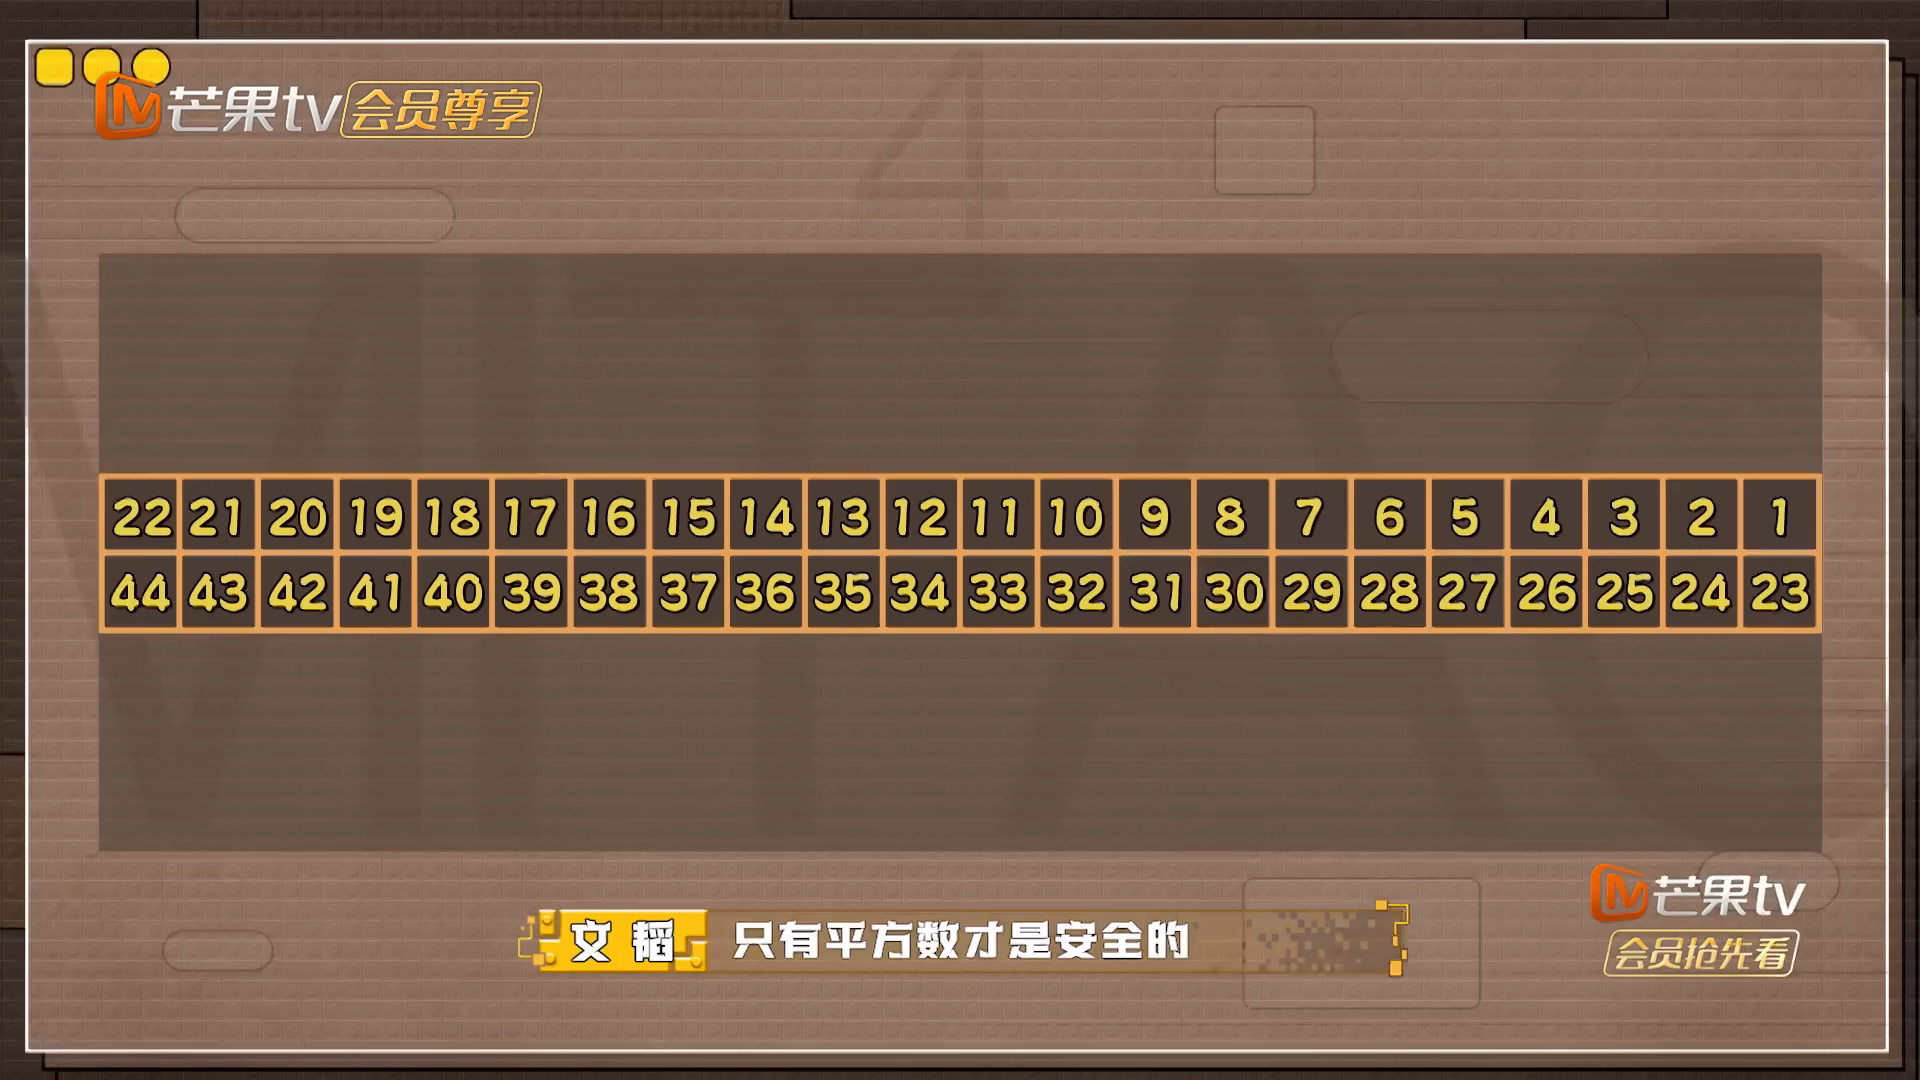 芒果tv会员尊享
22 21 20 19 18 17 16 15 14 13 12 11 10 9 8 7 6 5 4 3 2 1
44 43 42 41 40 39 38 37 36 35 34 33 32 31 30 29 28 27 26 25 24 23
文韬 只有平方数才是安全的
芒果tv
会员抢先看